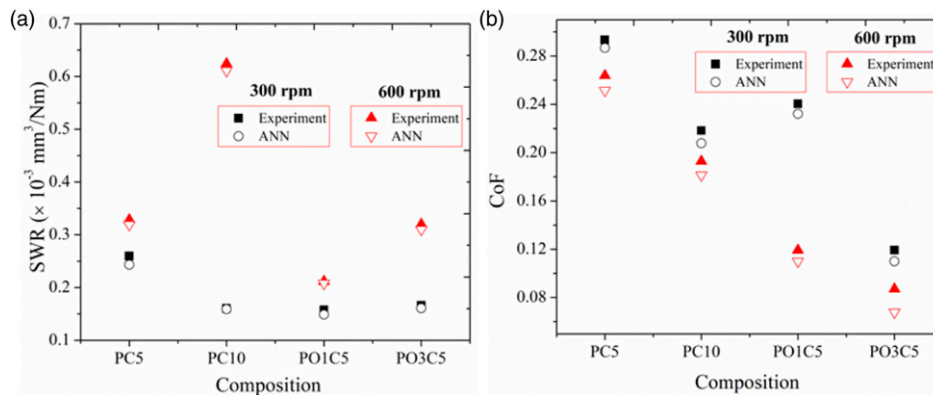 (a)
0.7
0.6
0.5
0.4
0.3
0.2
0.1
SWR (× 10⁻³ mm³/Nm)
300 rpm
600 rpm
Experiment
ANN
Experiment
ANN
PC5
PC10
PO1C5
PO3C5
Composition
(b)
0.28
0.24
0.20
0.16
0.12
0.08
CoF
300 rpm
600 rpm
Experiment
ANN
Experiment
ANN
PC5
PC10
PO1C5
PO3C5
Composition